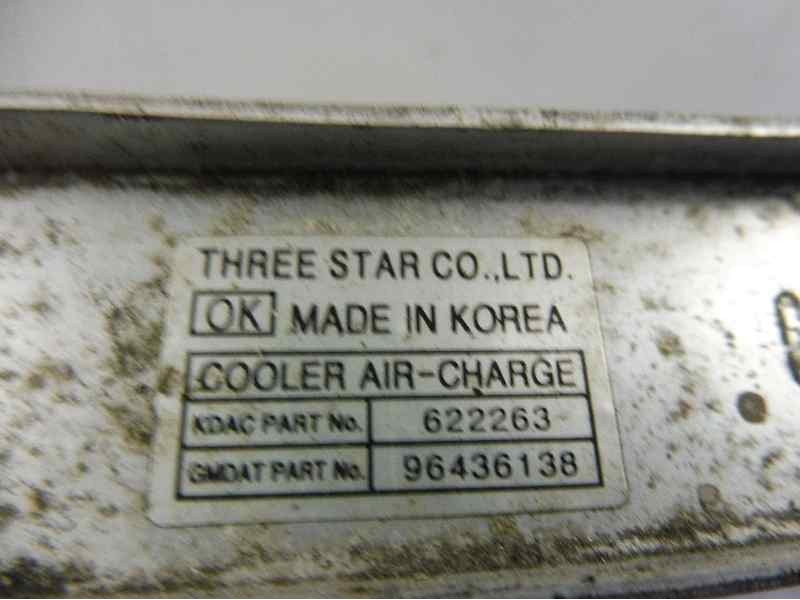 THREE STAR CO.,LTD.
OK MADE IN KOREA
COOLER AIR-CHARGE
KDAC PART No. 622263
GMDAT PART No. 96436138